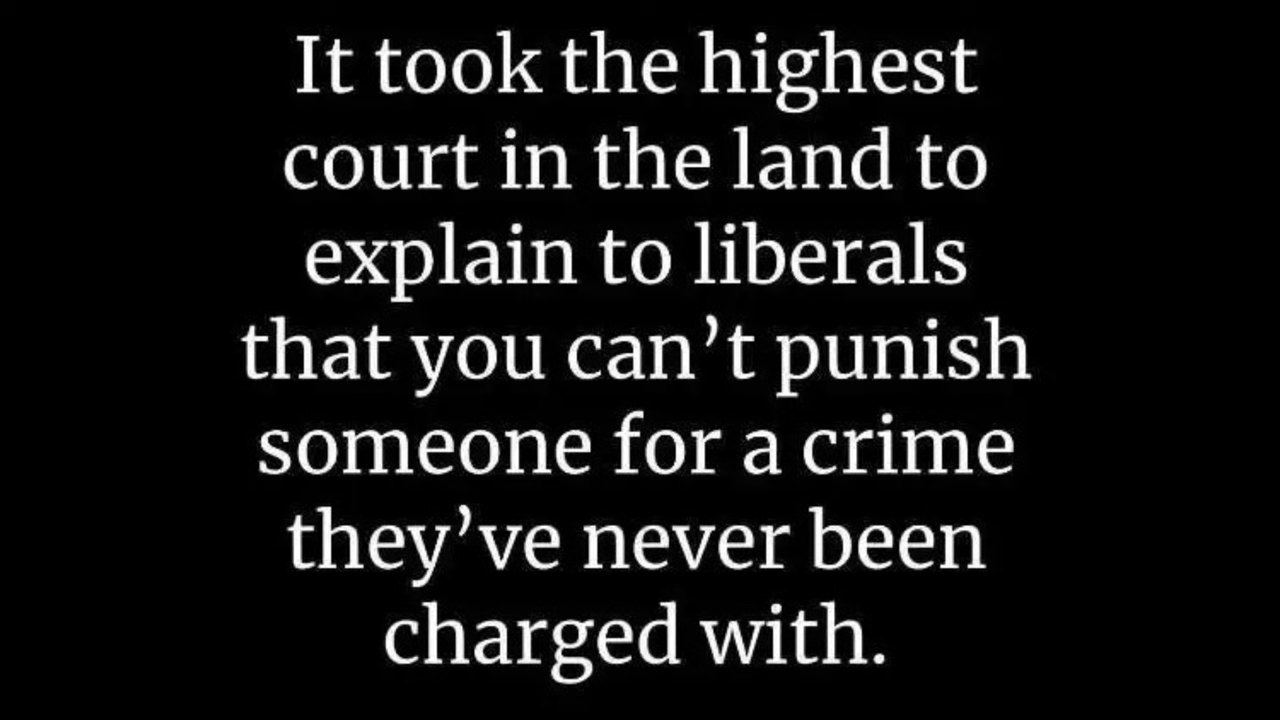 It took the highest
court in the land to
explain to liberals
that you can’t punish
someone for a crime
they’ve never been
charged with.